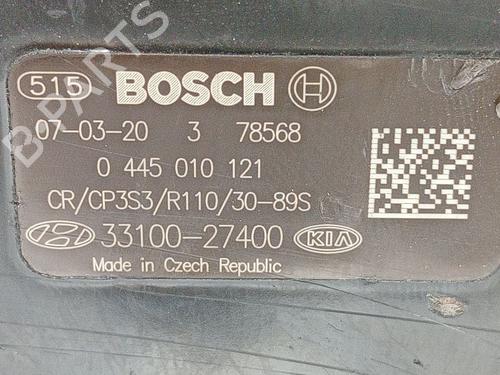 515 BOSCH
07-03-20 3 78568
0 445 010 121
CR/CP3S3/R110/30-89S
33100-27400 KIA
Made in Czech Republic
B-PARTS